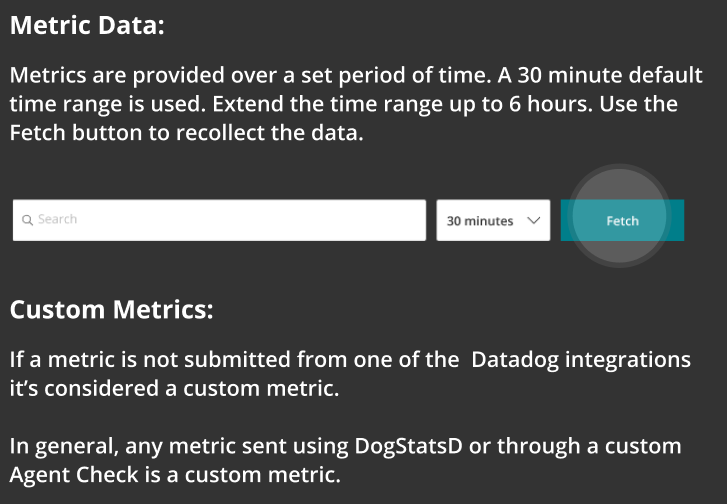 Metric Data:
Metrics are provided over a set period of time. A 30 minute default
time range is used. Extend the time range up to 6 hours. Use the
Fetch button to recollect the data.
Search
30 minutes
Fetch
Custom Metrics:
If a metric is not submitted from one of the  Datadog integrations
it’s considered a custom metric.
In general, any metric sent using DogStatsD or through a custom
Agent Check is a custom metric.